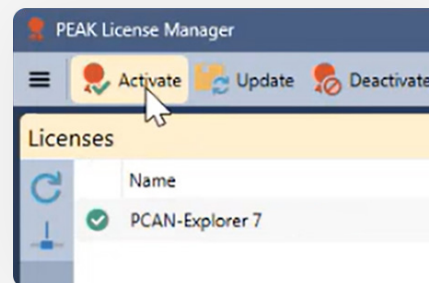 PEAK License Manager
Activate Update Deactivate
Licenses
Name
PCAN-Explorer 7